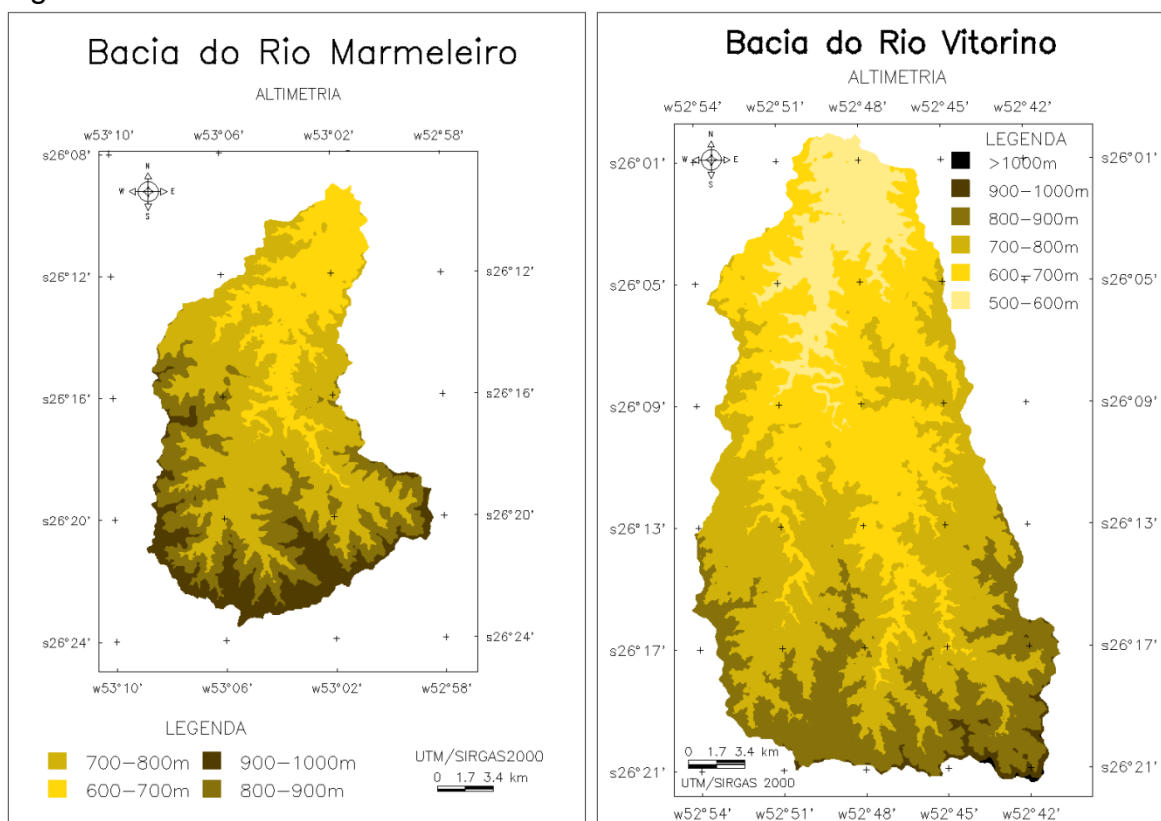 Bacia do Rio Marmeleiro
ALTIMETRIA
w53°10' w53°06' w53°02' w52°58'
s26°08'
N
W E
S
s26°12' s26°12'
s26°16' s26°16'
s26°20' s26°20'
s26°24' s26°24'
w53°10' w53°06' w53°02' w52°58'
LEGENDA
700-800m 900-1000m
600-700m 800-900m
UTM/SIRGAS2000
0 1.7 3.4 km
Bacia do Rio Vitorino
ALTIMETRIA
w52°54' w52°51' w52°48' w52°45' w52°42'
LEGENDA
N
s26°01' W E s26°01'
S
>1000m
900-1000m
800-900m
700-800m
600-700m
500-600m
s26°05' s26°05'
s26°09' s26°09'
s26°13' s26°13'
s26°17' s26°17'
0 1.7 3.4 km
s26°21' s26°21'
UTM/SIRGAS 2000
w52°54' w52°51' w52°48' w52°45' w52°42'